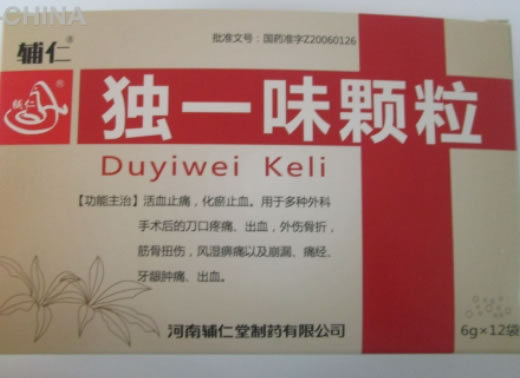 -CHINA
辅仁®
批准文号：国药准字Z20060126
辅仁®
独一味颗粒
Duyiwei Keli
【功能主治】活血止痛，化瘀止血。用于多种外科
手术后的刀口疼痛、出血，外伤骨折，
筋骨扭伤，风湿痹痛以及崩漏、痛经、
牙龈肿痛、出血。
河南辅仁堂制药有限公司
6g×12袋